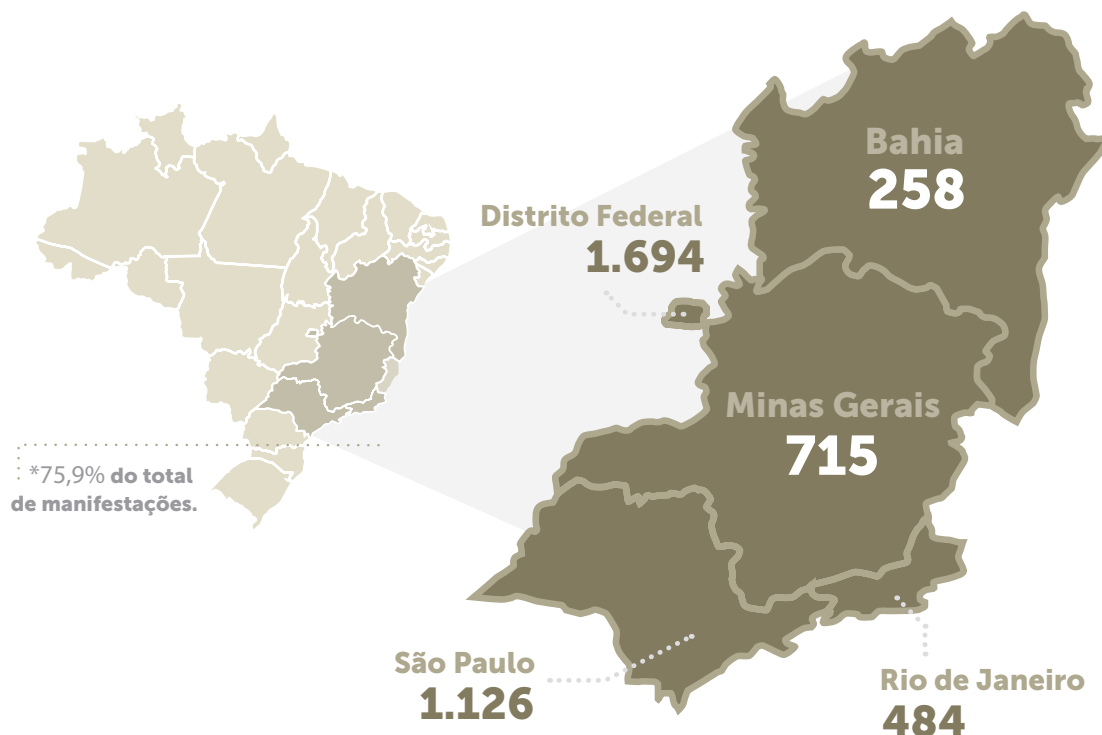 Bahia
258
Distrito Federal
1.694
Minas Gerais
715
*75,9% do total
de manifestações.
São Paulo
1.126
Rio de Janeiro
484